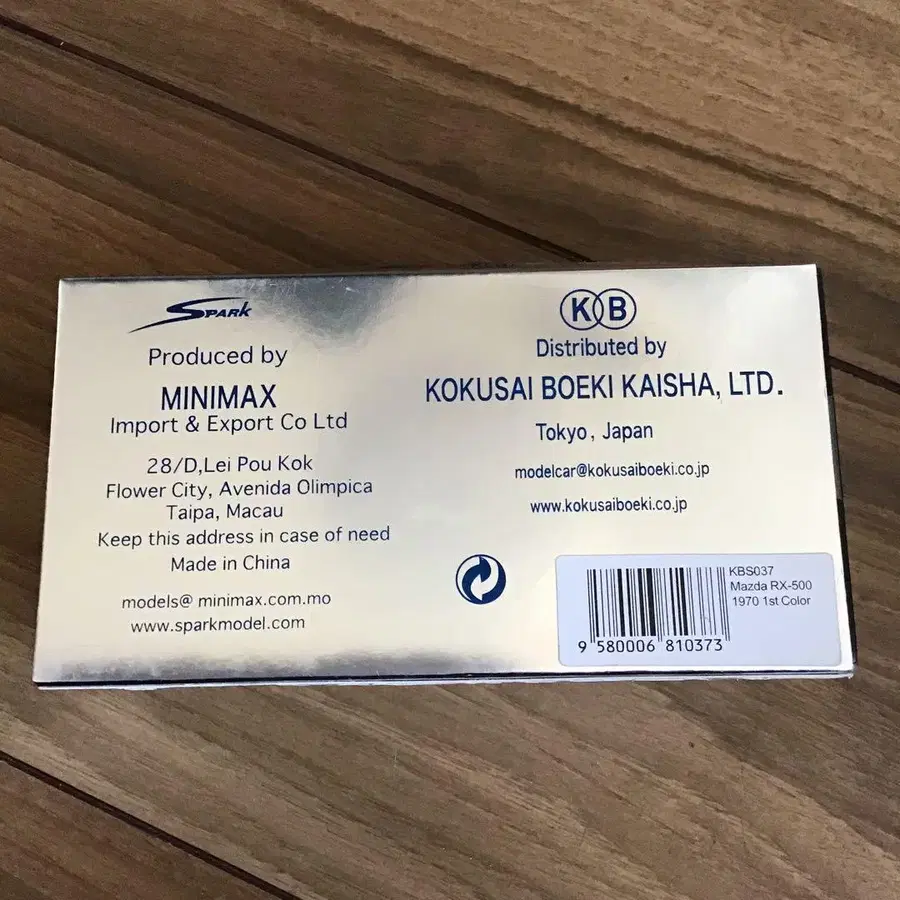 SPARK
Produced by
MINIMAX
Import & Export Co Ltd
28/D,Lei Pou Kok
Flower City, Avenida Olimpica
Taipa, Macau
Keep this address in case of need
Made in China
models@ minimax.com.mo
www.sparkmodel.com
KB
Distributed by
KOKUSAI BOEKI KAISHA, LTD.
Tokyo, Japan
modelcar@kokusaiboeki.co.jp
www.kokusaiboeki.co.jp
KBS037
Mazda RX-500
1970 1st Color
9 580006 810373